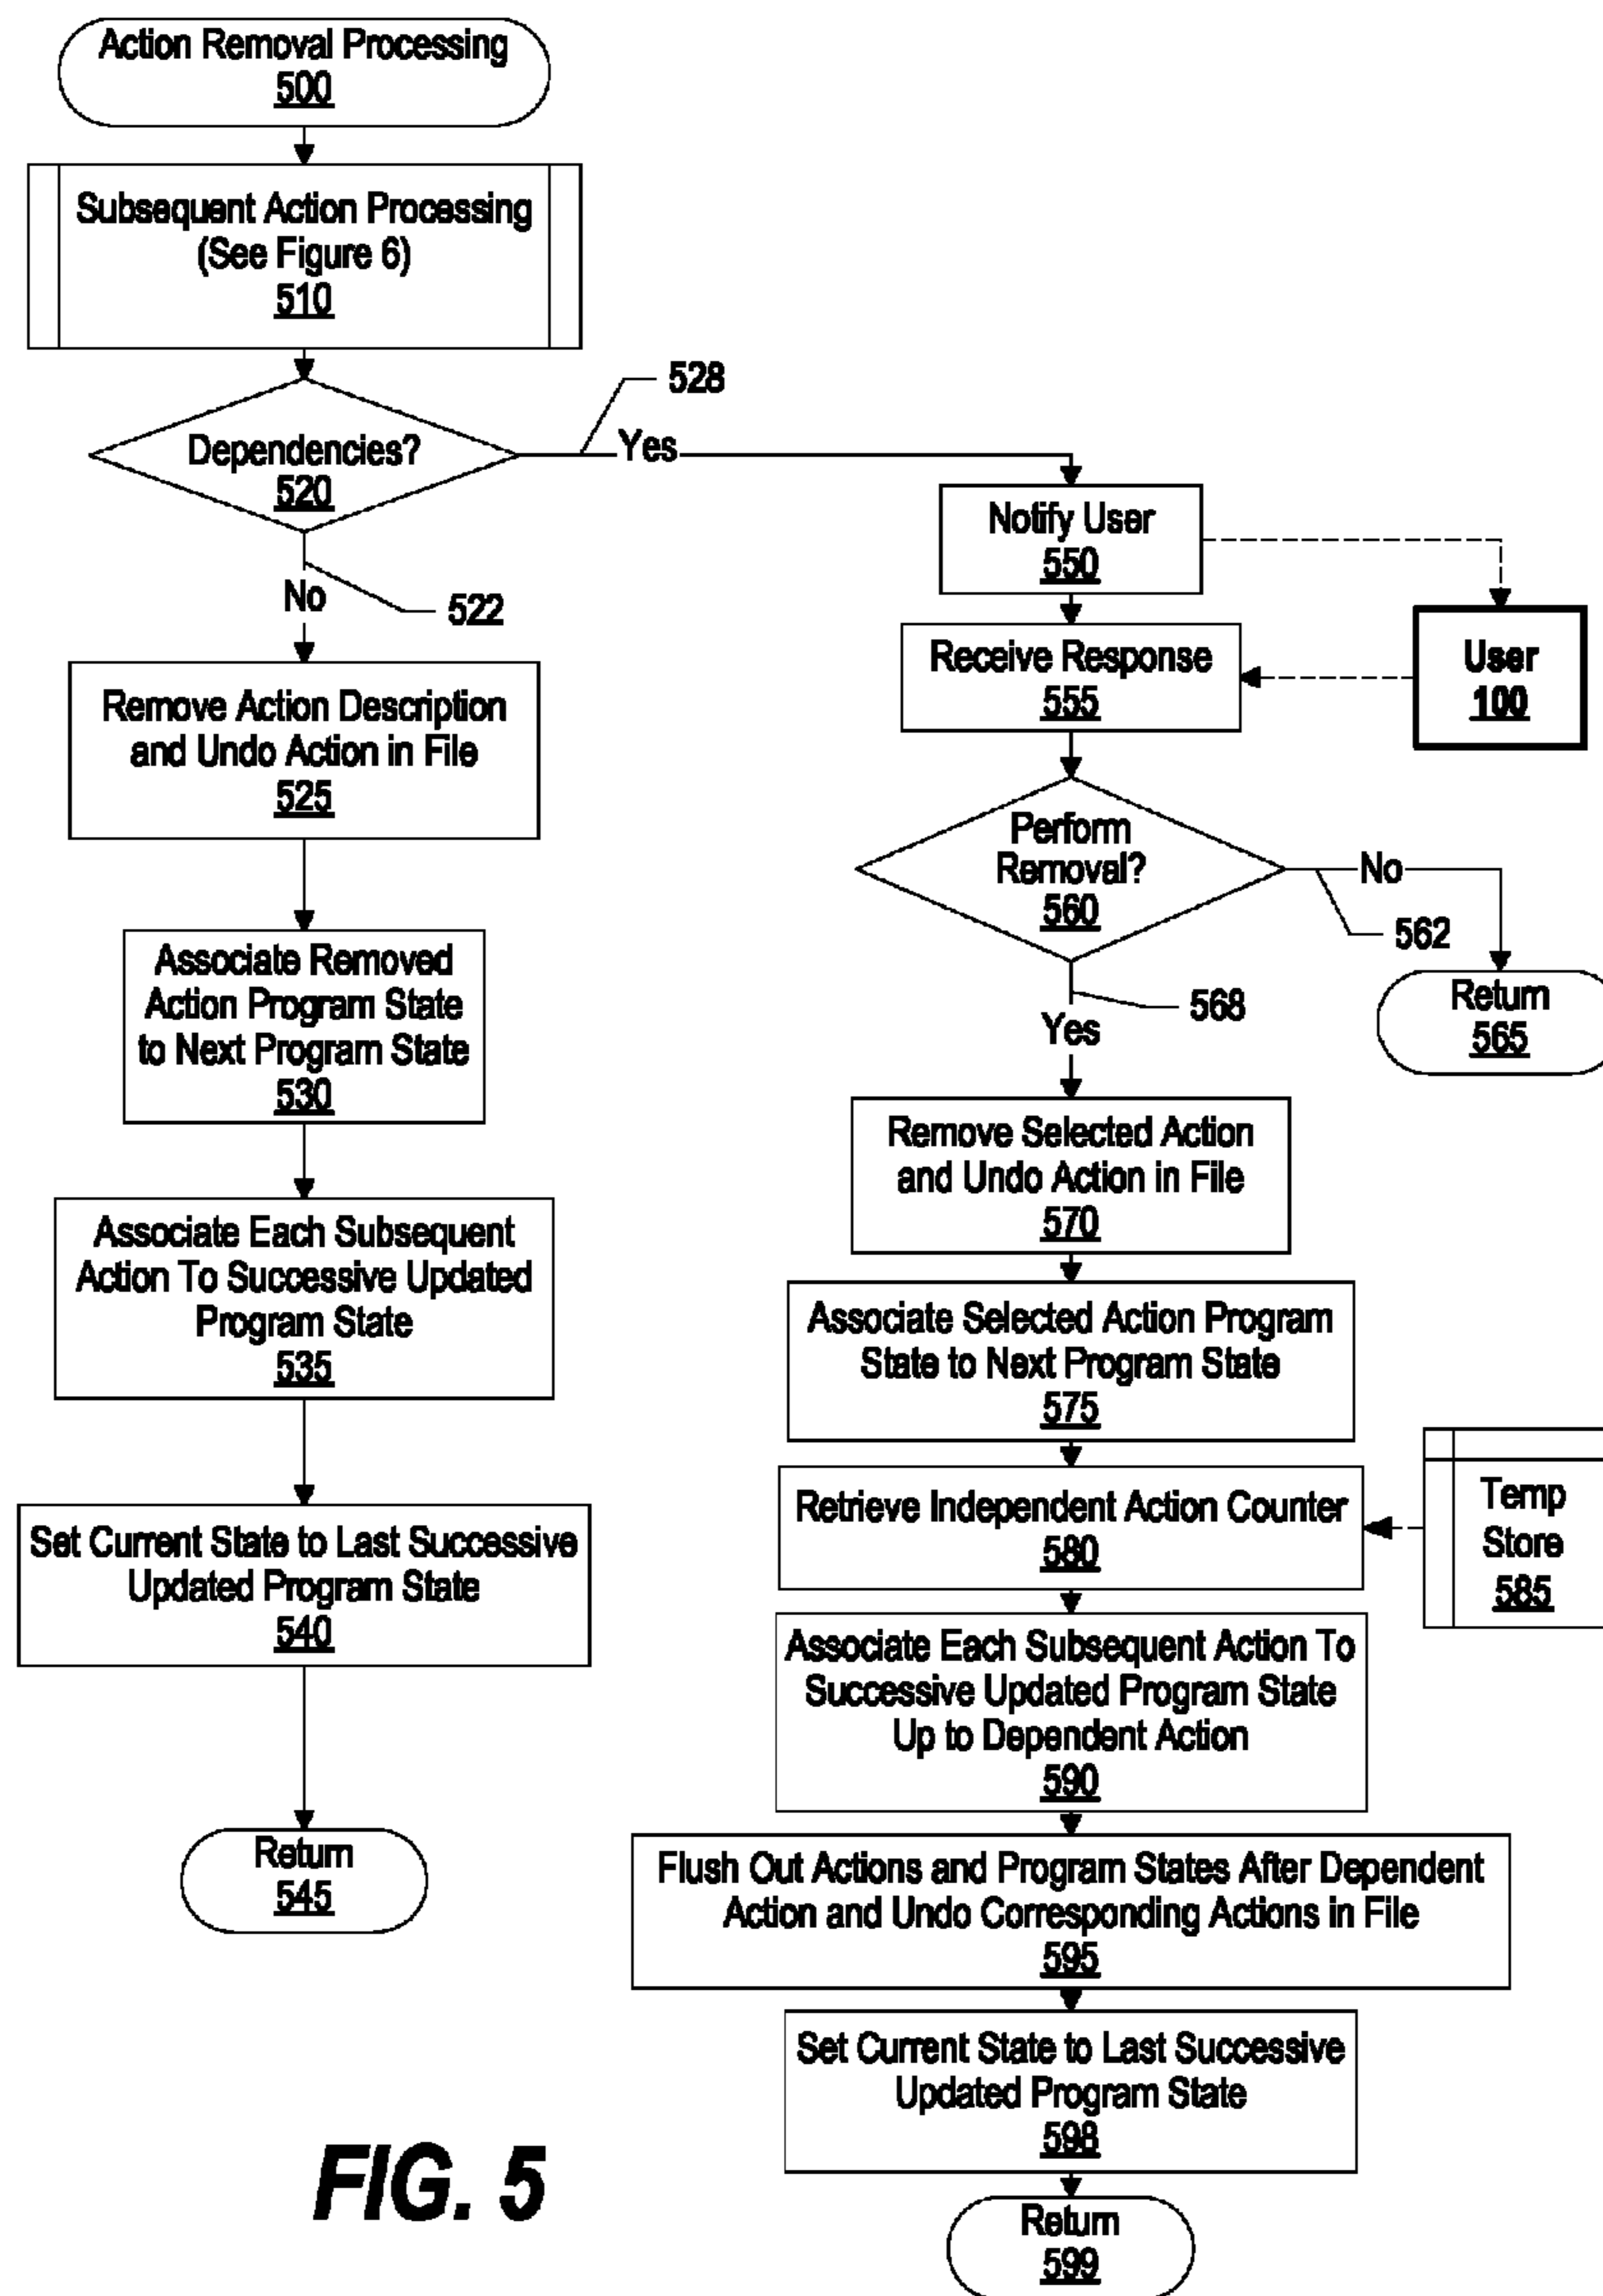 Action Removal Processing
500
Subsequent Action Processing
(See Figure 6)
510
528
Dependencies?
520
Yes
No
522
Notify User
550
Receive Response
555
User
100
Remove Action Description
and Undo Action in File
525
Perform
Removal?
560
No
562
Return
565
568
Yes
Associate Removed
Action Program State
to Next Program State
530
Remove Selected Action
and Undo Action in File
570
Associate Each Subsequent
Action To Successive Updated
Program State
535
Associate Selected Action Program
State to Next Program State
575
Retrieve Independent Action Counter
580
Temp
Store
585
Set Current State to Last Successive
Updated Program State
540
Associate Each Subsequent Action To
Successive Updated Program State
Up to Dependent Action
590
Return
545
Flush Out Actions and Program States After Dependent
Action and Undo Corresponding Actions in File
595
Set Current State to Last Successive
Updated Program State
598
Return
599
FIG. 5